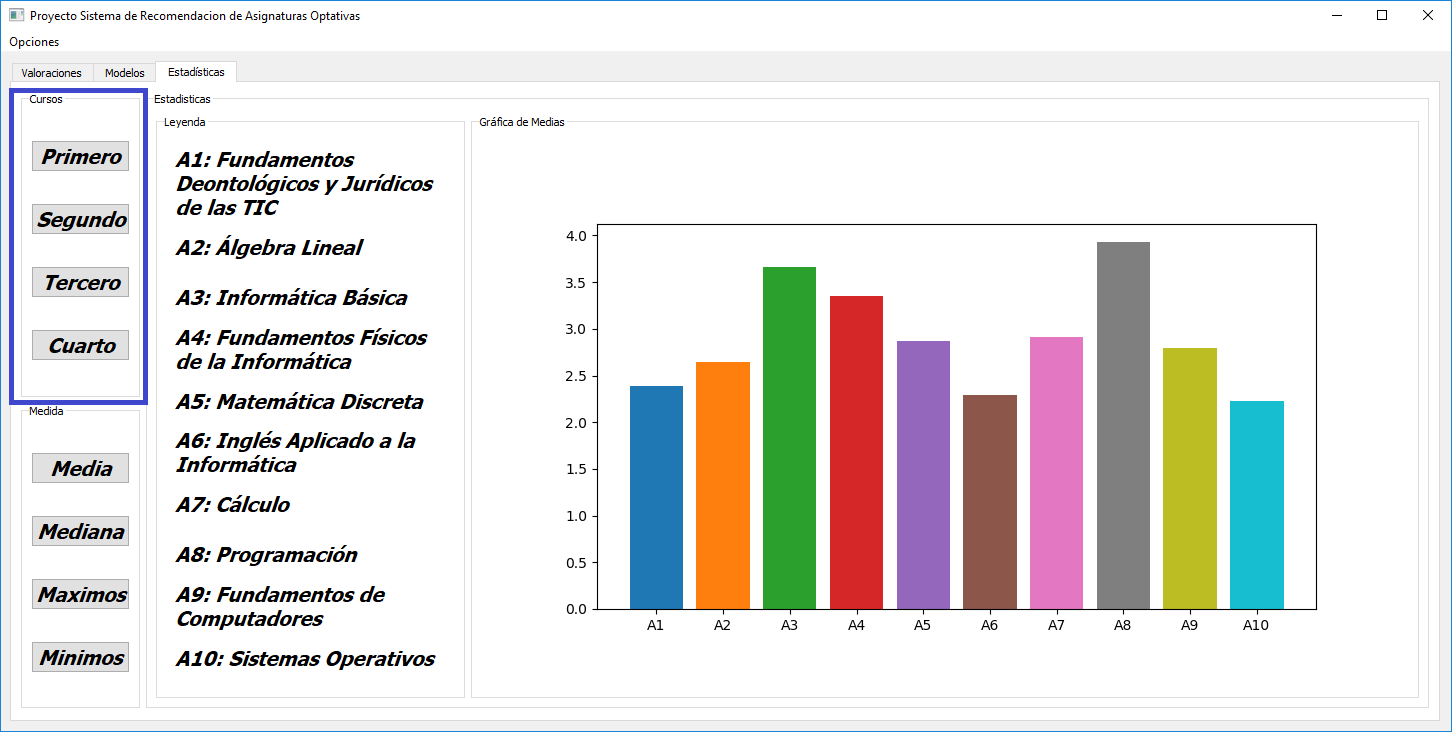 Proyecto Sistema de Recomendacion de Asignaturas Optativas
Opciones
Valoraciones
Modelos
Estadísticas
Cursos
Primero
Segundo
Tercero
Cuarto
Medida
Media
Mediana
Maximos
Minimos
Estadisticas
Leyenda
A1: Fundamentos
Deontológicos y Jurídicos
de las TIC
A2: Álgebra Lineal
A3: Informática Básica
A4: Fundamentos Físicos
de la Informática
A5: Matemática Discreta
A6: Inglés Aplicado a la
Informática
A7: Cálculo
A8: Programación
A9: Fundamentos de
Computadores
A10: Sistemas Operativos
Gráfica de Medias
4.0
3.5
3.0
2.5
2.0
1.5
1.0
0.5
0.0
A1 A2 A3 A4 A5 A6 A7 A8 A9 A10